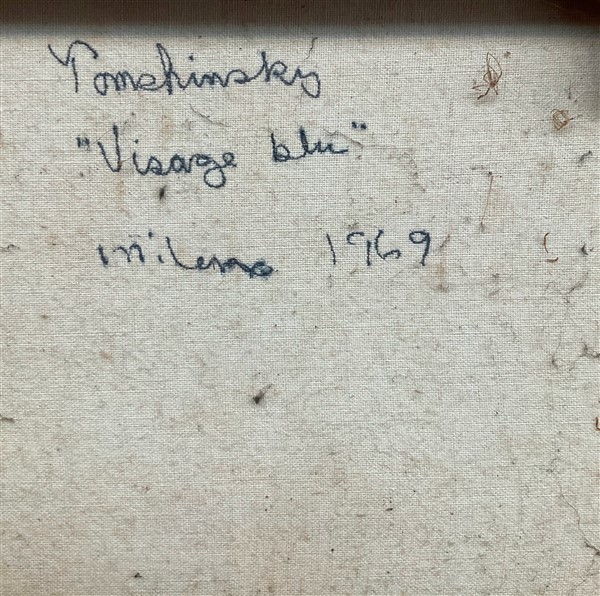 Tomchinsky
"Visage blu"
Milano 1969